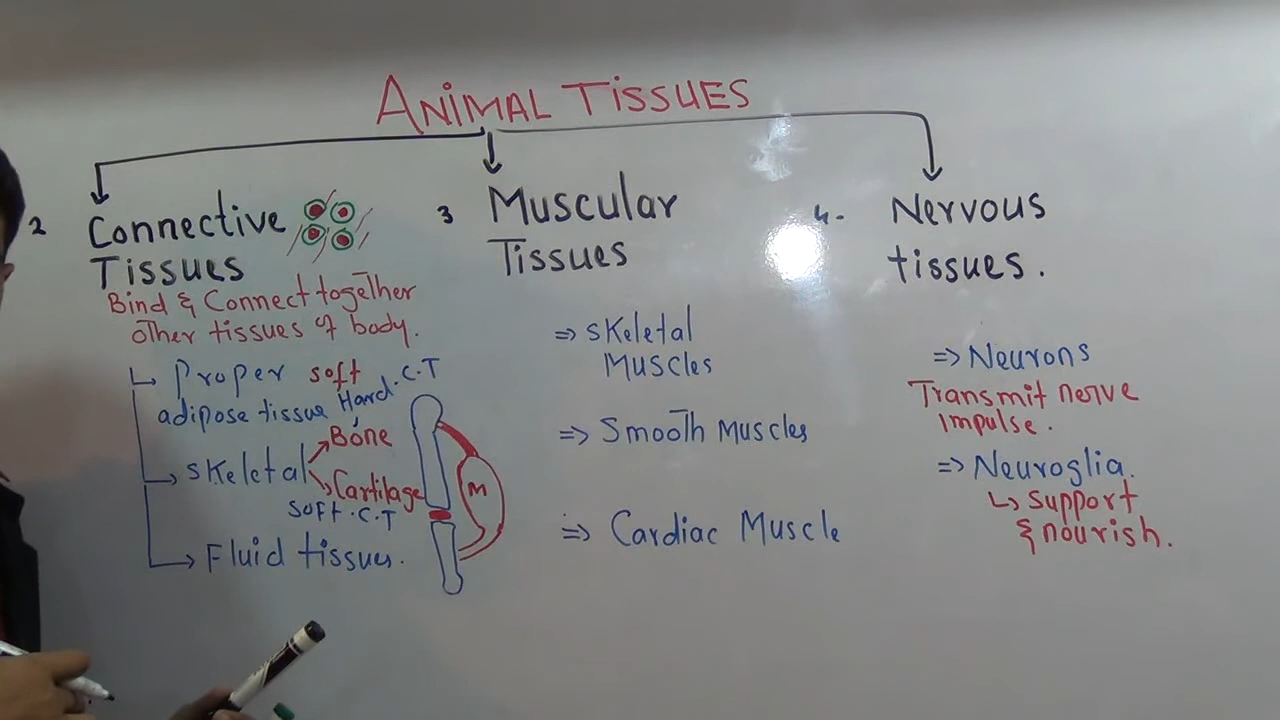 ANIMAL TISSUES
2 Connective
Tissues
Bind & Connect together
other tissues of body.
Proper soft .C.T
adipose tissue Hard
skeletal Bone
Cartilage
SOFT.C.T
Fluid tissues.
M
3 Muscular
Tissues
=> skeletal
Muscles
=> Smooth Muscles
=> Cardiac Muscle
4. Nervous
tissues.
=> Neurons
Transmit nerve
impulse.
=> Neuroglia.
support
& nourish.